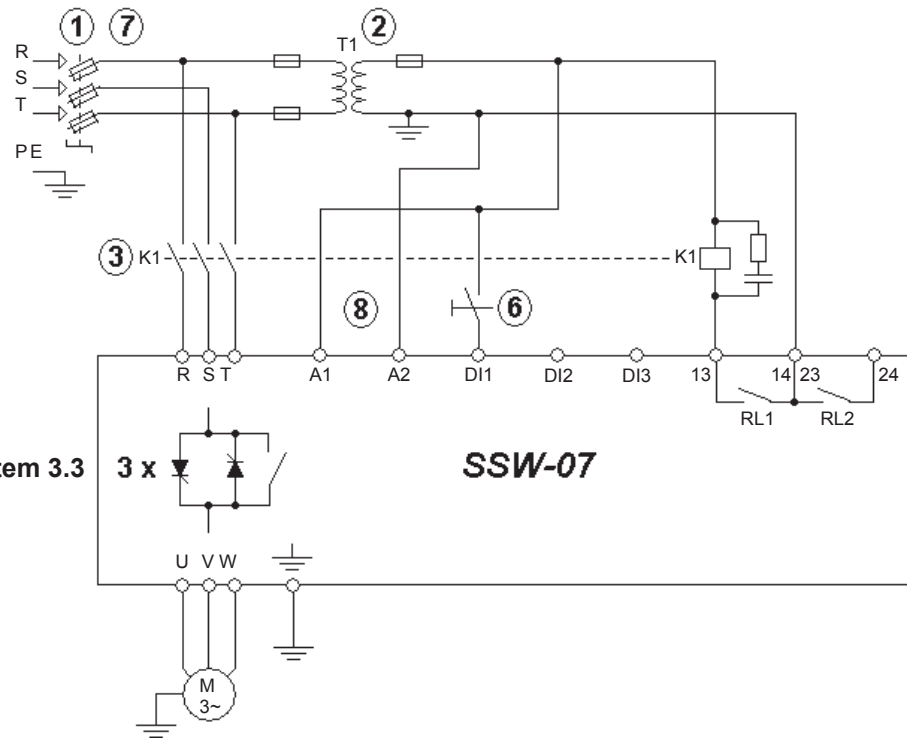 1 7 2
T1
R
S
T
PE
3 K1 K1
8 6
R S T A1 A2 DI1 DI2 DI3 13 14 23 24
RL1 RL2
tem 3.3 3 x SSW-07
U V W
M
3~